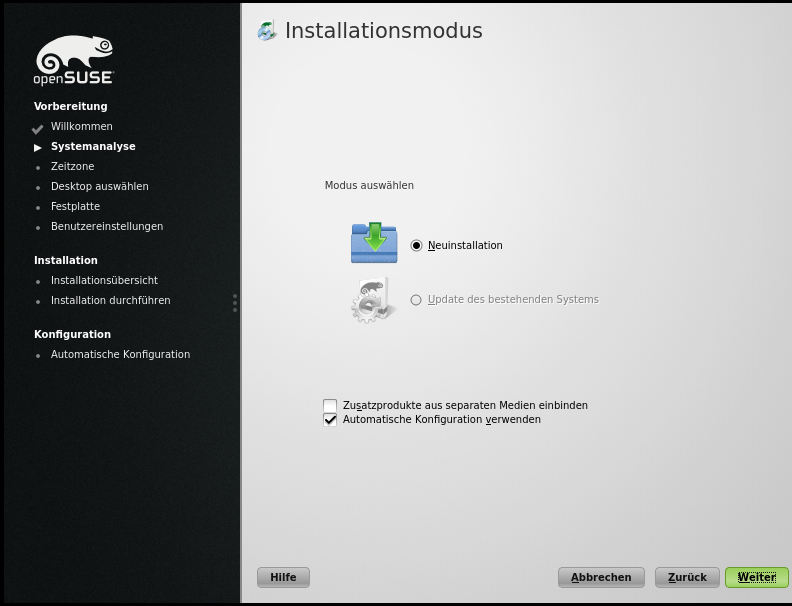 openSUSE
Vorbereitung
Willkommen
Systemanalyse
Zeitzone
Desktop auswählen
Festplatte
Benutzereinstellungen
Installation
Installationsübersicht
Installation durchführen
Konfiguration
Automatische Konfiguration
Installationsmodus
Modus auswählen
Neuinstallation
Update des bestehenden Systems
Zusatzprodukte aus separaten Medien einbinden
Automatische Konfiguration verwenden
Hilfe
Abbrechen
Zurück
Weiter